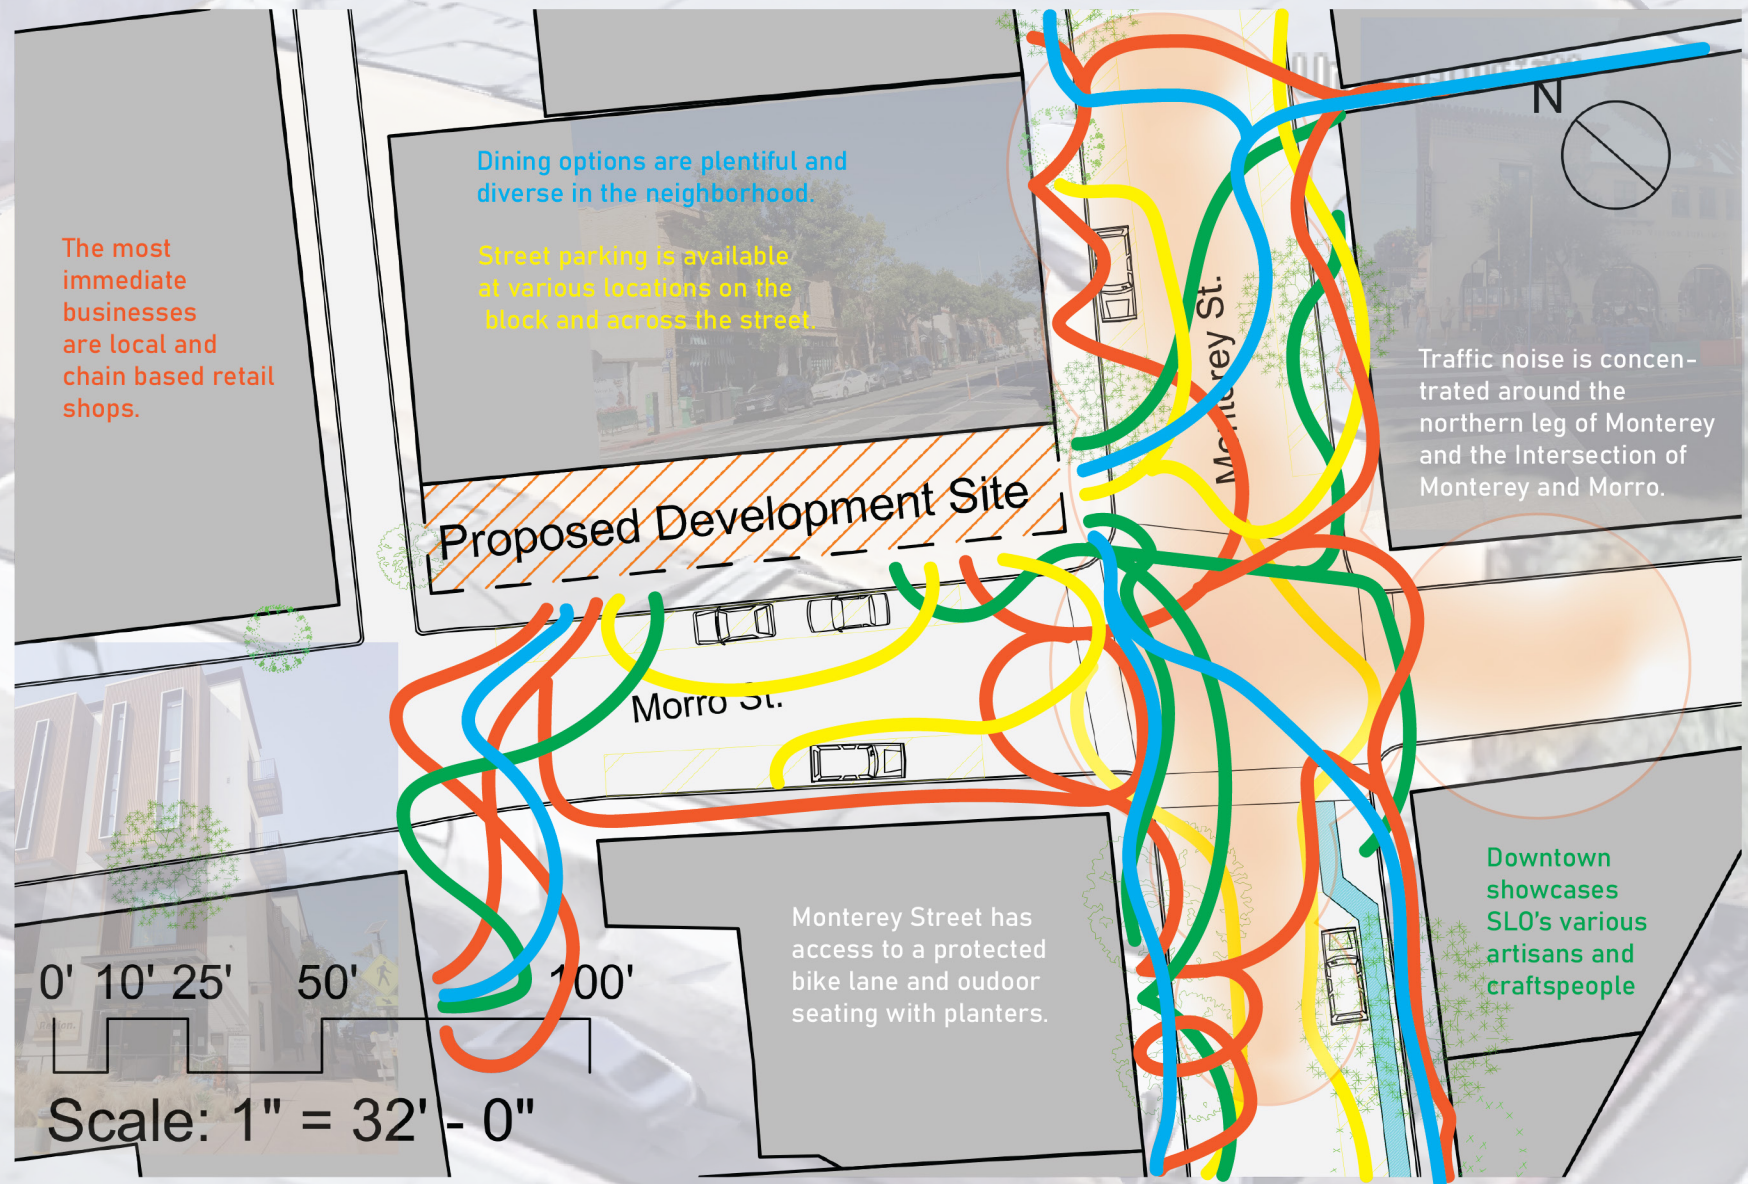 N
Dining options are plentiful and
diverse in the neighborhood.
Street parking is available
at various locations on the
block and across the street.
The most
immediate
businesses
are local and
chain based retail
shops.
Monterey St.
Traffic noise is concen-
trated around the
northern leg of Monterey
and the Intersection of
Monterey and Morro.
Proposed Development Site
Morro St.
Downtown
showcases
SLO's various
artisans and
craftspeople
Monterey Street has
access to a protected
bike lane and oudoor
seating with planters.
0' 10' 25' 50' 100'
Scale: 1" = 32' - 0"